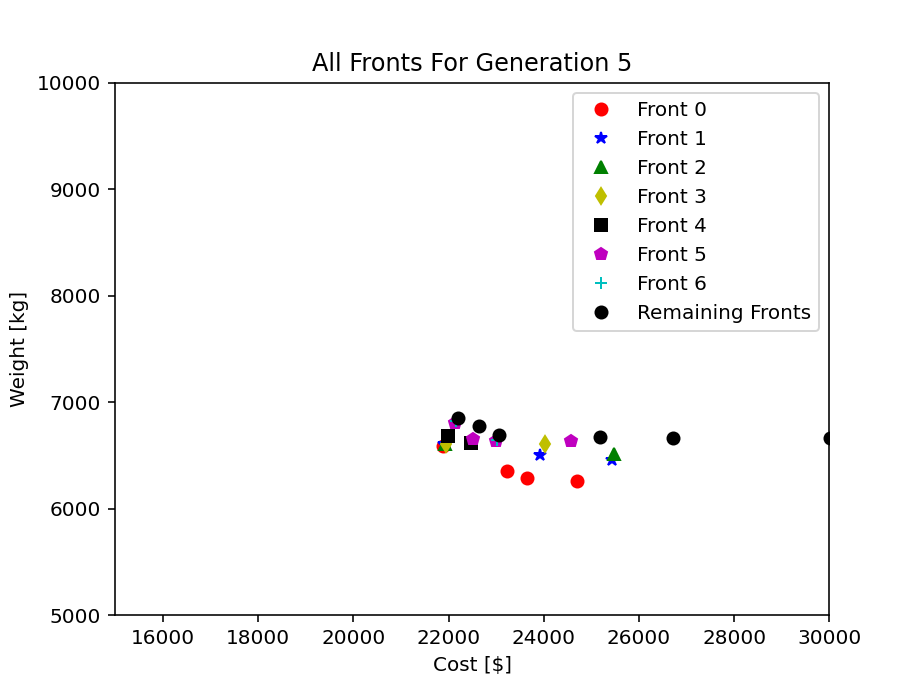 All Fronts For Generation 5
10000
9000
8000
7000
6000
5000
Weight [kg]
Front 0
Front 1
Front 2
Front 3
Front 4
Front 5
Front 6
Remaining Fronts
16000 18000 20000 22000 24000 26000 28000 30000
Cost [$]